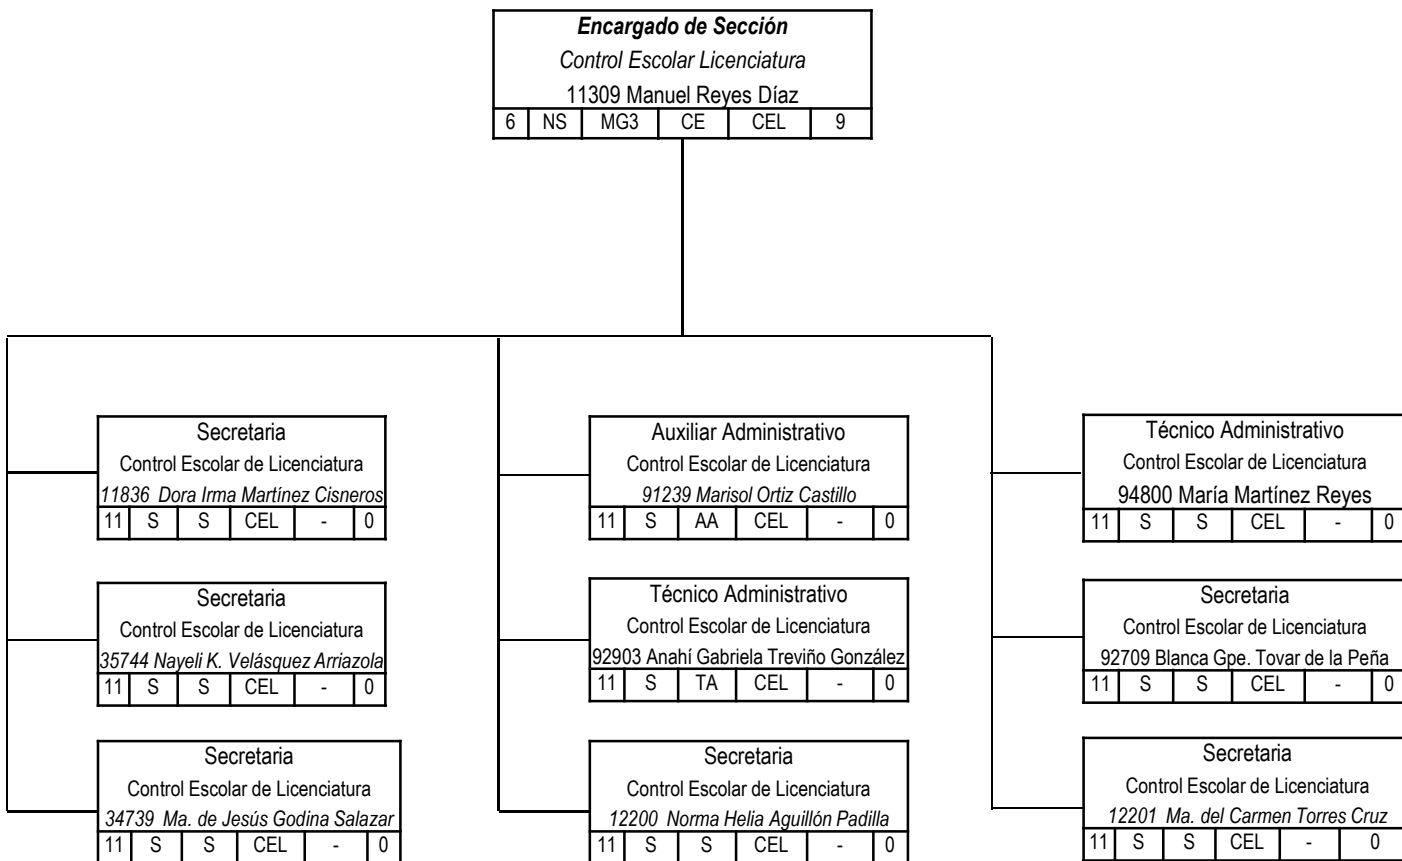 Encargado de Sección
Control Escolar Licenciatura
11309 Manuel Reyes Díaz
6 NS MG3 CE CEL 9
Secretaria
Control Escolar de Licenciatura
11836 Dora Irma Martínez Cisneros
11 S S CEL - 0
Secretaria
Control Escolar de Licenciatura
35744 Nayeli K. Velásquez Arriazola
11 S S CEL - 0
Secretaria
Control Escolar de Licenciatura
34739 Ma. de Jesús Godina Salazar
11 S S CEL - 0
Auxiliar Administrativo
Control Escolar de Licenciatura
91239 Marisol Ortiz Castillo
11 S AA CEL - 0
Técnico Administrativo
Control Escolar de Licenciatura
92903 Anahí Gabriela Treviño González
11 S TA CEL - 0
Secretaria
Control Escolar de Licenciatura
12200 Norma Helia Aguillón Padilla
11 S S CEL - 0
Técnico Administrativo
Control Escolar de Licenciatura
94800 María Martínez Reyes
11 S S CEL - 0
Secretaria
Control Escolar de Licenciatura
92709 Blanca Gpe. Tovar de la Peña
11 S S CEL - 0
Secretaria
Control Escolar de Licenciatura
12201 Ma. del Carmen Torres Cruz
11 S S CEL - 0